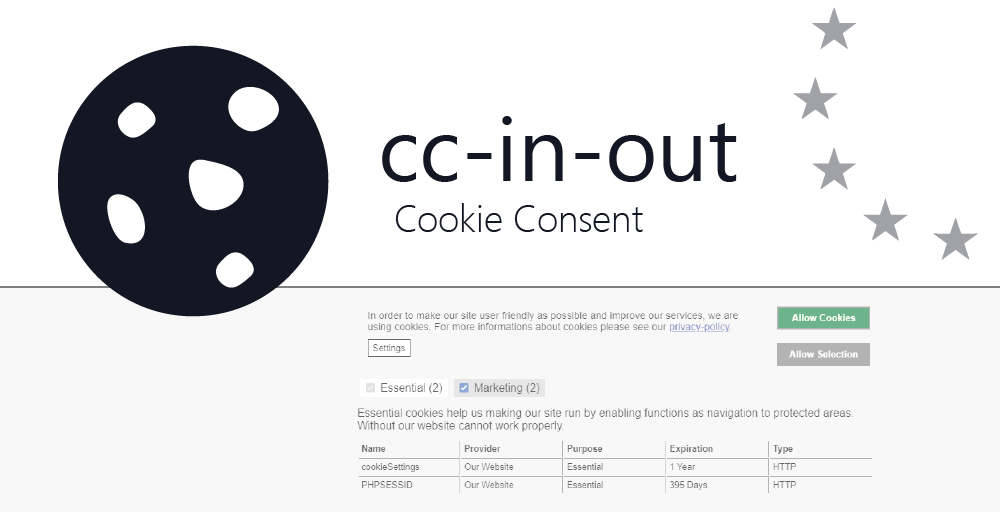 cc-in-out
Cookie Consent
In order to make our site user friendly as possible and improve our services, we are
using cookies. For more informations about cookies please see our privacy-policy.
Allow Cookies
Settings
Allow Selection
Essential (2) Marketing (2)
Essential cookies help us making our site run by enabling functions as navigation to protected areas.
Without our website cannot work properly.
Name Provider Purpose Expiration Type
cookieSettings Our Website Essential 1 Year HTTP
PHPSESSID Our Website Essential 395 Days HTTP